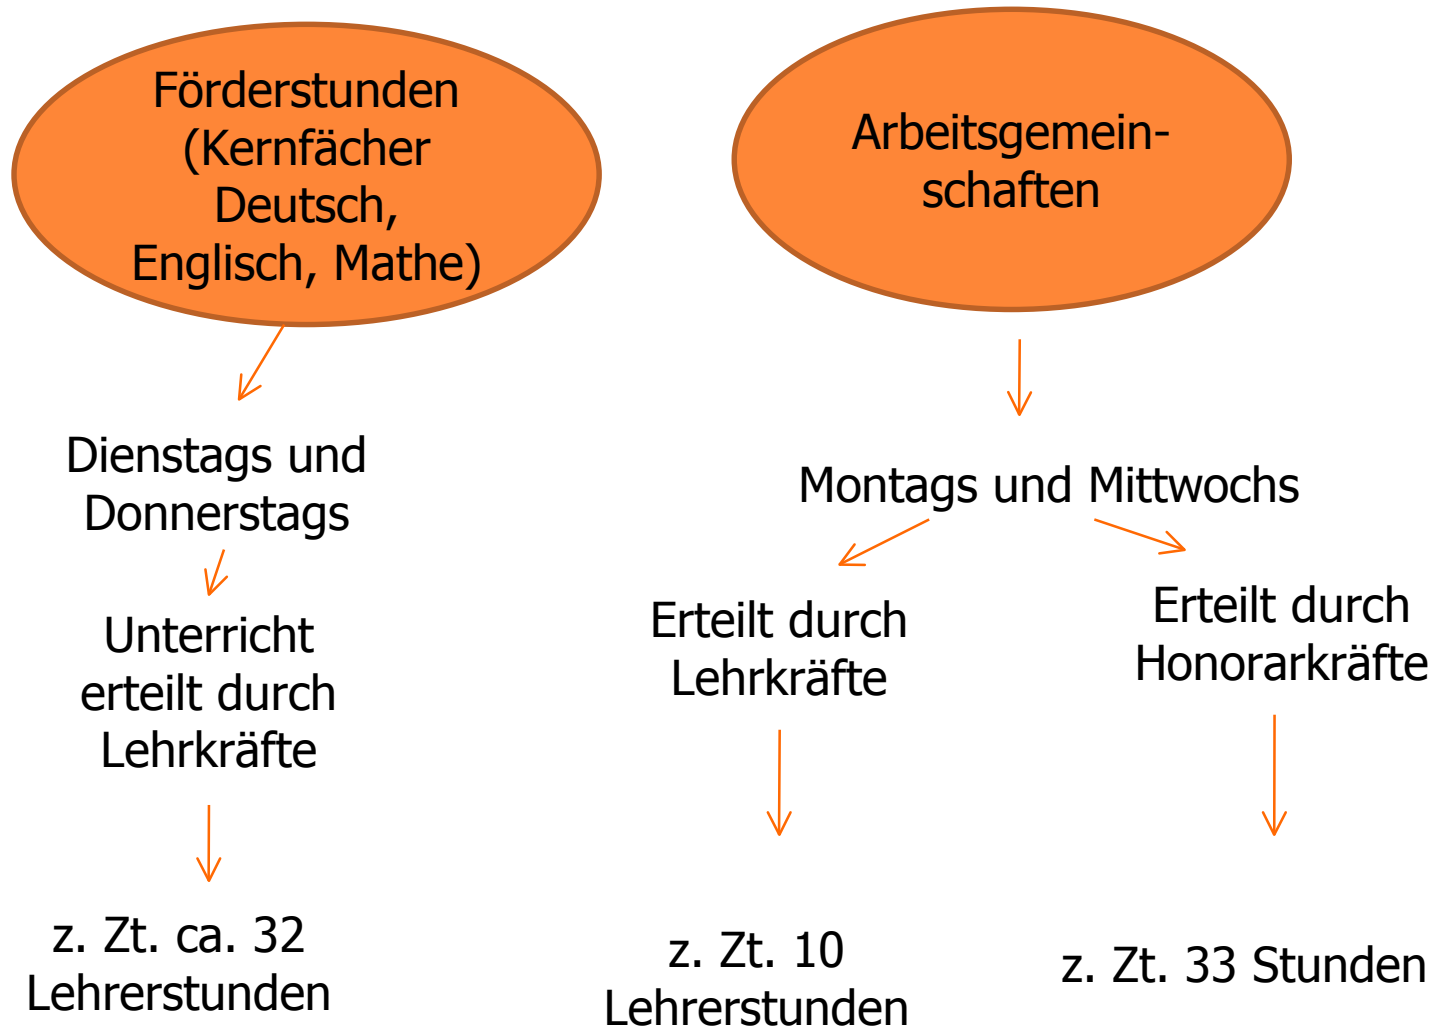 Förderstunden
(Kernfächer
Deutsch,
Englisch, Mathe)
Arbeitsgemein-
schaften
Dienstags und
Donnerstags
Montags und Mittwochs
Unterricht
erteilt durch
Lehrkräfte
Erteilt durch
Lehrkräfte
Erteilt durch
Honorarkräfte
z. Zt. ca. 32
Lehrerstunden
z. Zt. 10
Lehrerstunden
z. Zt. 33 Stunden